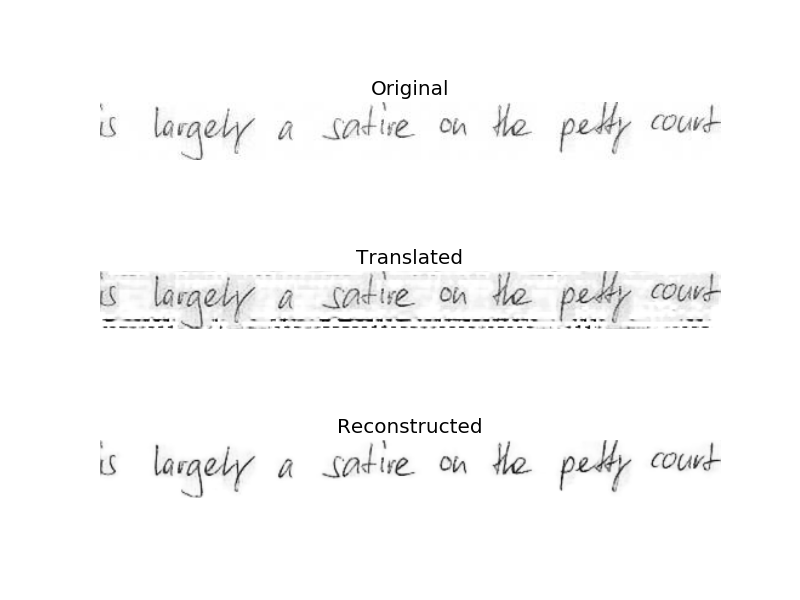 Original
is largely a satire on the petty court
Translated
is largely a satire on the petty court
Reconstructed
is largely a satire on the petty court